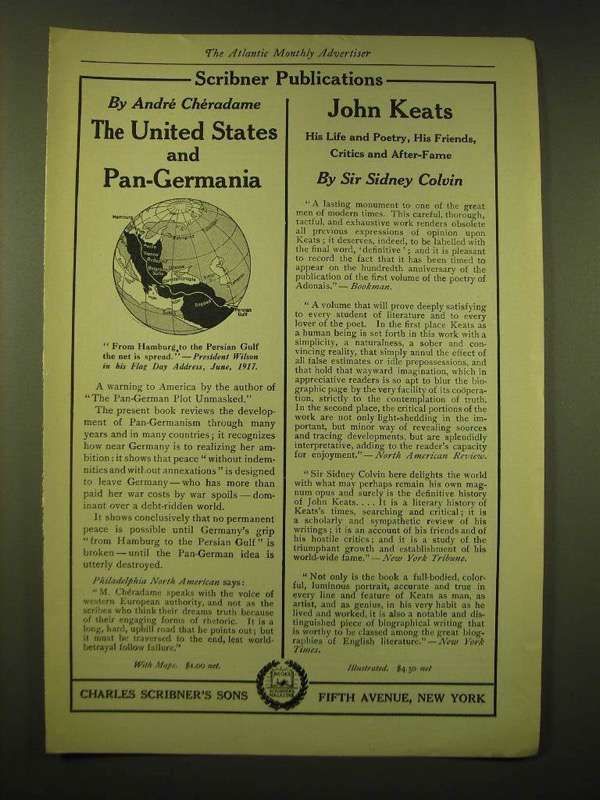 The Atlantic Monthly Advertiser
Scribner Publications
By André Chéradame
The United States
and
Pan-Germania
Hamburg
Persian
Gulf
" From Hamburg to the Persian Gulf
the net is spread."—President Wilson
in his Flag Day Address, June, 1917.
A warning to America by the author of
"The Pan-German Plot Unmasked."
The present book reviews the develop-
ment of Pan-Germanism through many
years and in many countries; it recognizes
how near Germany is to realizing her am-
bition: it shows that peace "without indem-
nities and without annexations" is designed
to leave Germany—who has more than
paid her war costs by war spoils—dom-
inant over a debt-ridden world.
It shows conclusively that no permanent
peace is possible until Germany's grip
"from Hamburg to the Persian Gulf" is
broken—until the Pan-German idea is
utterly destroyed.
Philadelphia North American says:
"M. Chéradame speaks with the voice of
western European authority, and not as the
scribes who think their dreams truth because
of their engaging forms of rhetoric. It is a
long, hard, uphill road that he points out; but
it must be traversed to the end, lest world-
betrayal follow failure."
With Maps. $1.00 net.
John Keats
His Life and Poetry, His Friends,
Critics and After-Fame
By Sir Sidney Colvin
"A lasting monument to one of the great
men of modern times. This careful, thorough,
tactful, and exhaustive work renders obsolete
all previous expressions of opinion upon
Keats; it deserves, indeed, to be labelled with
the final word, 'definitive'; and it is pleasant
to record the fact that it has been timed to
appear on the hundredth anniversary of the
publication of the first volume of the poetry of
Adonais."—Bookman.
"A volume that will prove deeply satisfying
to every student of literature and to every
lover of the poet. In the first place Keats as
a human being is set forth in this work with a
simplicity, a naturalness, a sober and con-
vincing reality, that simply annul the effect of
all false estimates or idle prepossessions, and
that hold that wayward imagination, which in
appreciative readers is so apt to blur the bio-
graphic page by the very facility of its coöpera-
tion, strictly to the contemplation of truth.
In the second place, the critical portions of the
work are not only light-shedding in the im-
portant, but minor way of revealing sources
and tracing developments, but are splendidly
interpretative, adding to the reader's capacity
for enjoyment."—North American Review.
"Sir Sidney Colvin here delights the world
with what may perhaps remain his own mag-
num opus and surely is the definitive history
of John Keats. . . . It is a literary history of
Keats's times, searching and critical; it is
a scholarly and sympathetic review of his
writings; it is an account of his friends and of
his hostile critics; and it is a study of the
triumphant growth and establishment of his
world-wide fame."—New York Tribune.
"Not only is the book a full-bodied, color-
ful, luminous portrait, accurate and true in
every line and feature of Keats as man, as
artist, and as genius, in his very habit as he
lived and worked, it is also a notable and dis-
tinguished piece of biographical writing that
is worthy to be classed among the great biog-
raphies of English literature."—New York
Times.
Illustrated. $4.50 net
CHARLES SCRIBNER'S SONS
BOOKS
MAGAZINE
FIFTH AVENUE, NEW YORK